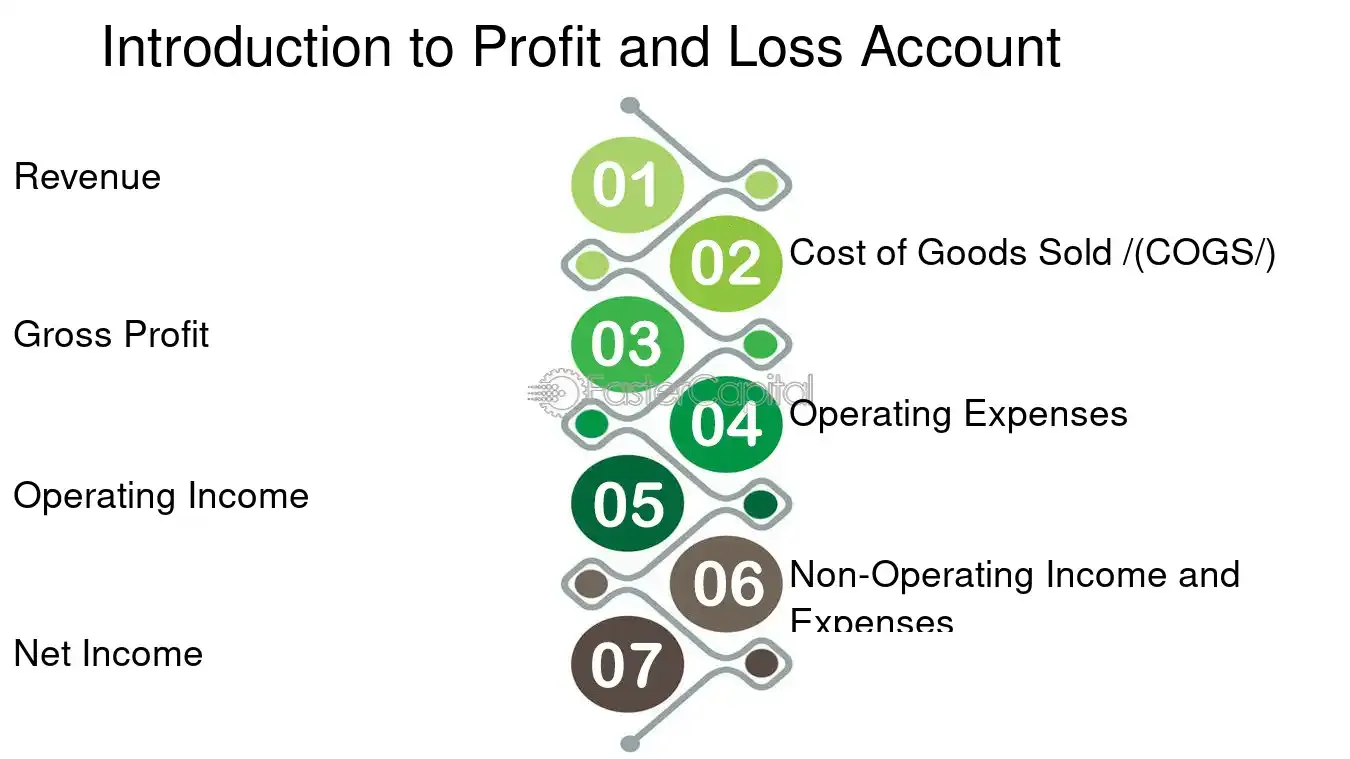 Introduction to Profit and Loss Account
Revenue
01
02
Cost of Goods Sold /(COGS/)
Gross Profit
03
FasterCapital
04
Operating Expenses
Operating Income
05
06
Non-Operating Income and
Expenses
Net Income
07